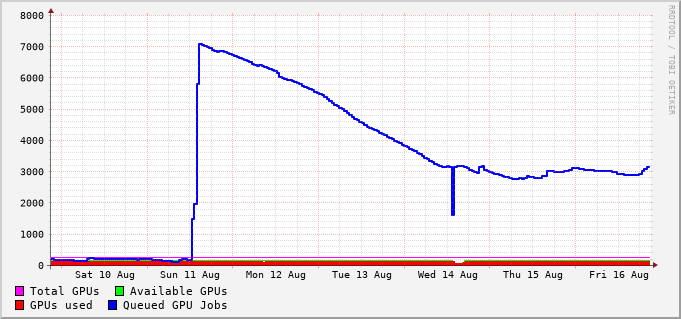 8000
7000
6000
5000
4000
3000
2000
1000
0
Sat 10 Aug Sun 11 Aug Mon 12 Aug Tue 13 Aug Wed 14 Aug Thu 15 Aug Fri 16 Aug
Total GPUs Available GPUs
GPUs used Queued GPU Jobs
RRDTOOL / TOBI OETIKER